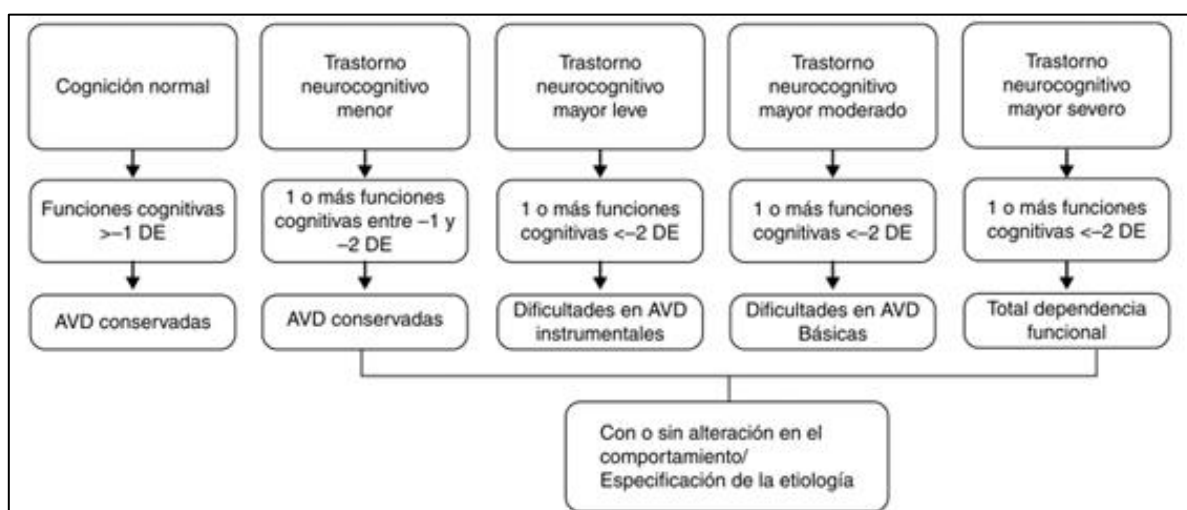 Cognición normal
Trastorno
neurocognitivo
menor
Trastorno
neurocognitivo
mayor leve
Trastorno
neurocognitivo
mayor moderado
Trastorno
neurocognitivo
mayor severo
Funciones cognitivas
>–1 DE
1 o más funciones
cognitivas entre –1 y
–2 DE
1 o más funciones
cognitivas <–2 DE
1 o más funciones
cognitivas <–2 DE
1 o más funciones
cognitivas <–2 DE
AVD conservadas
AVD conservadas
Dificultades en AVD
instrumentales
Dificultades en AVD
Básicas
Total dependencia
funcional
Con o sin alteración en el
comportamiento/
Especificación de la etiología